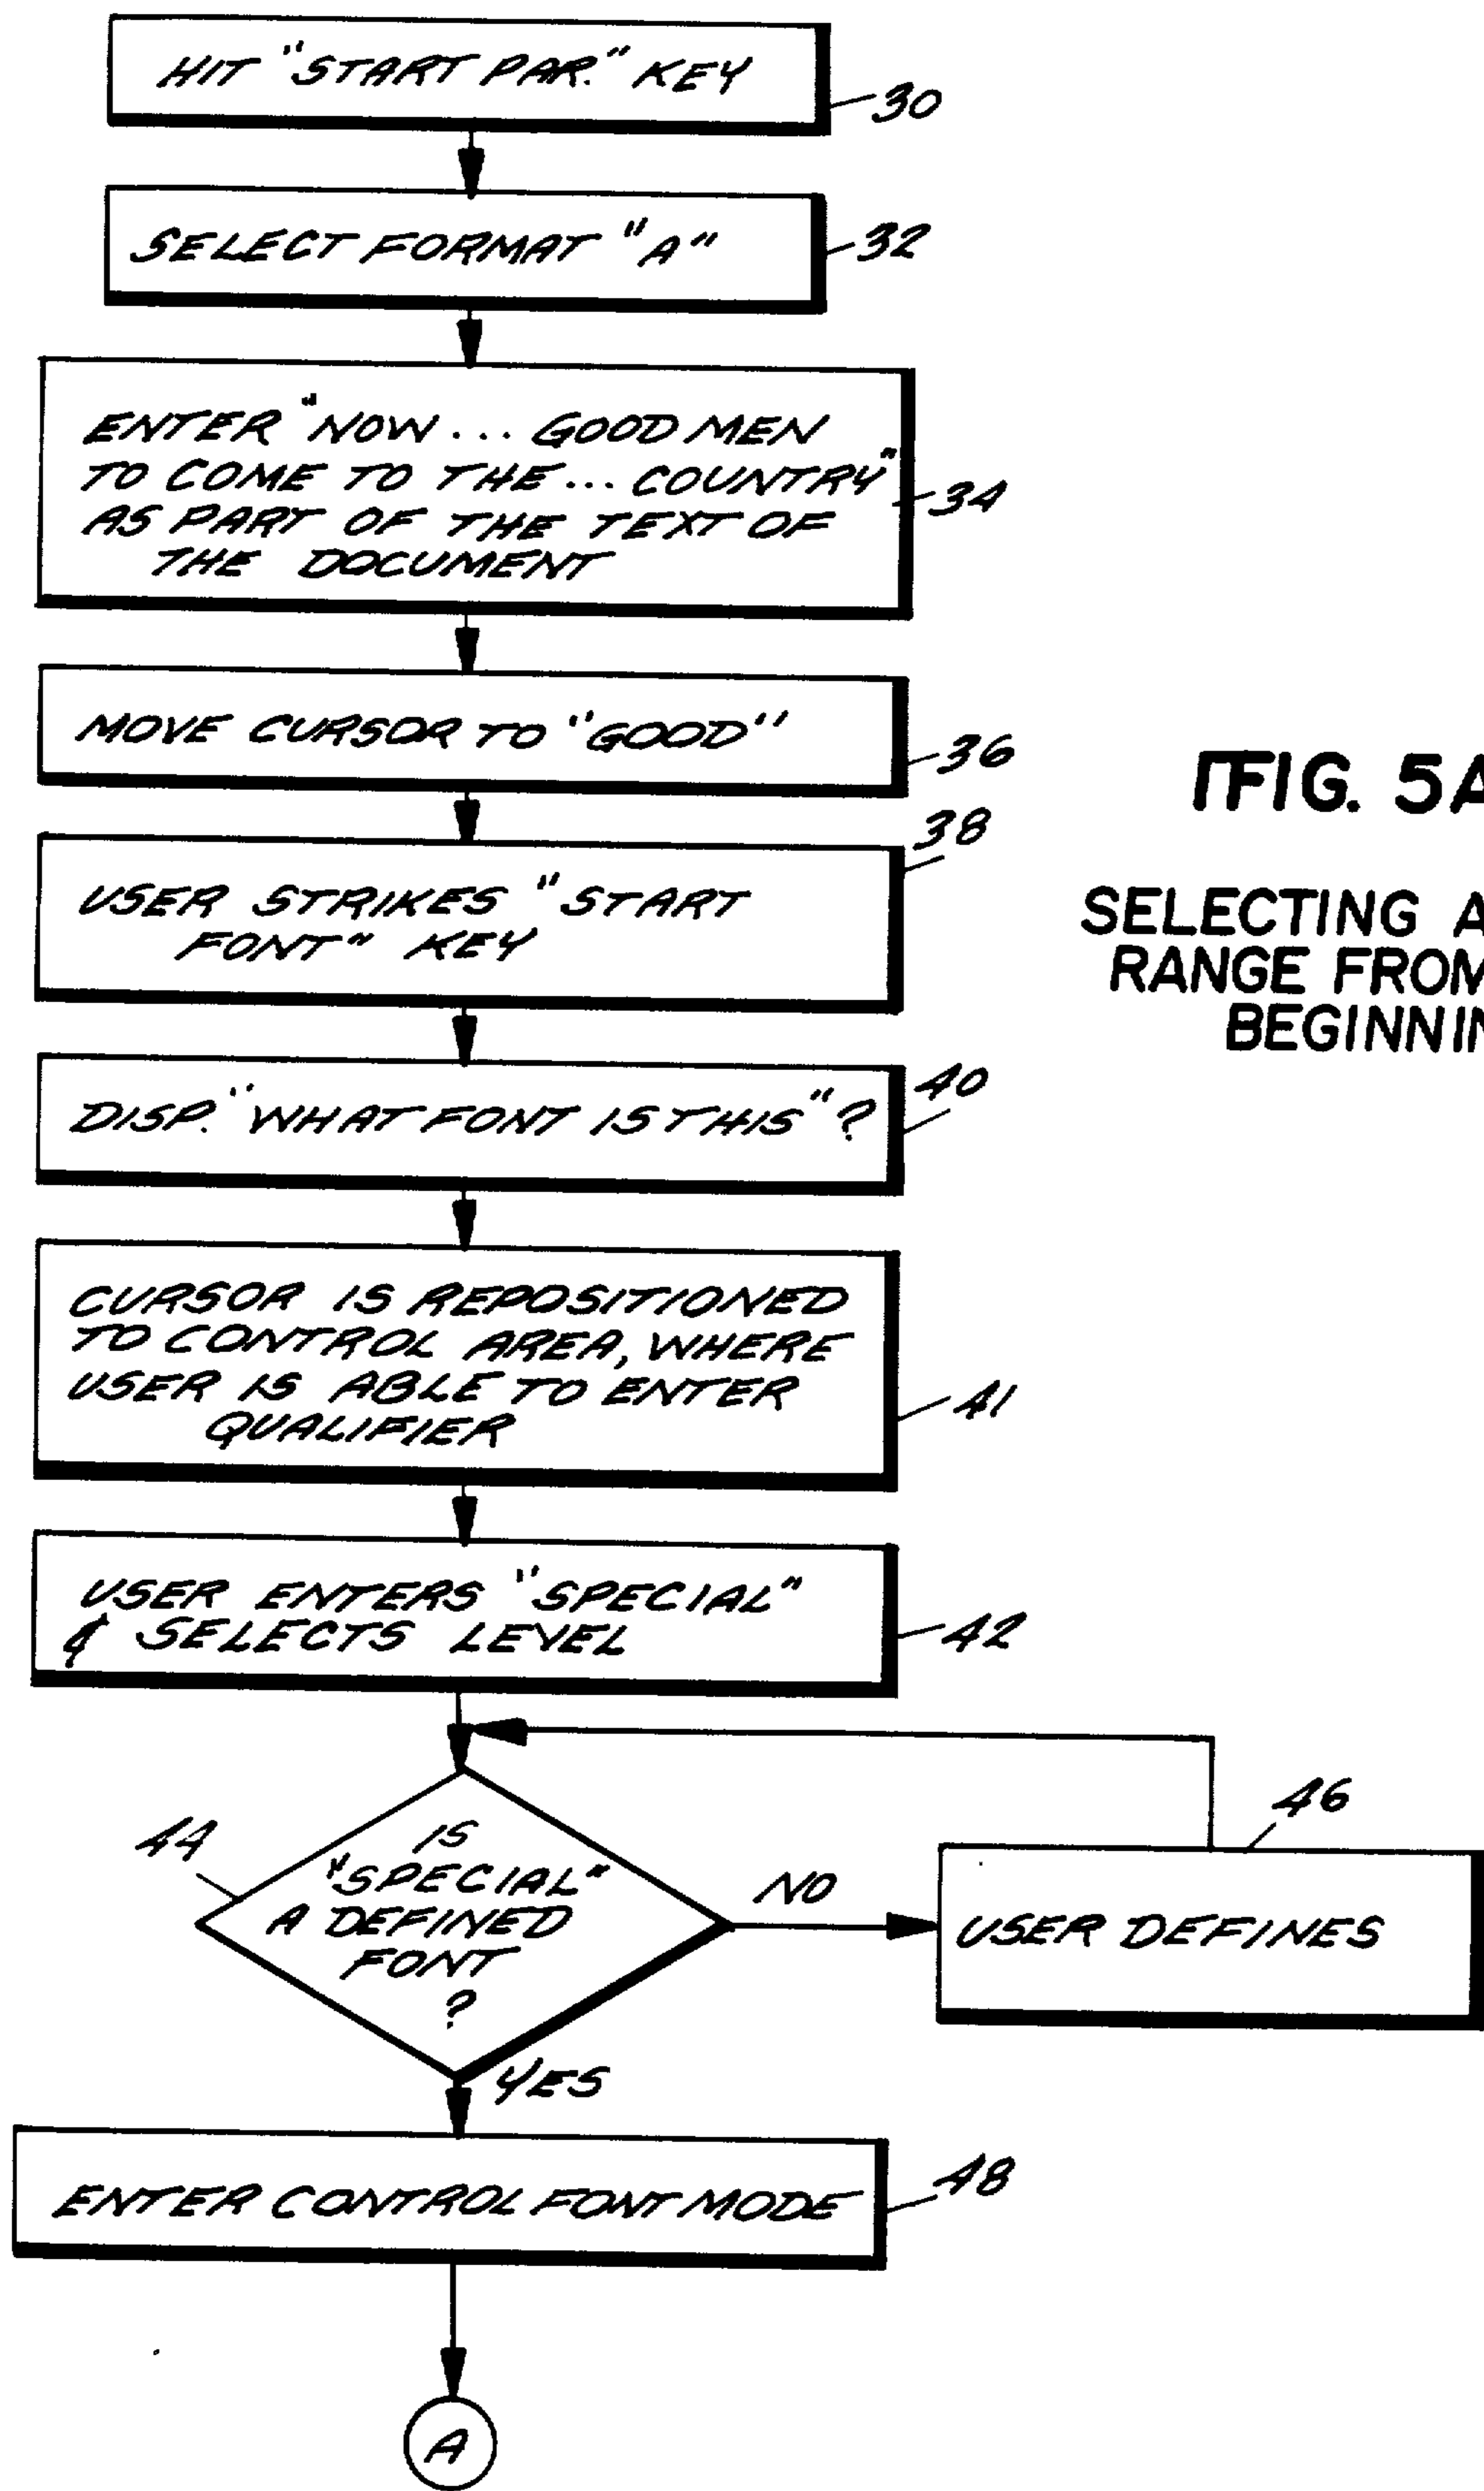 HIT "START PAR." KEY
30
SELECT FORMAT "A"
32
ENTER "NOW ... GOOD MEN
TO COME TO THE ... COUNTRY"
AS PART OF THE TEXT OF
THE DOCUMENT
34
MOVE CURSOR TO "GOOD"
36
FIG. 5A
SELECTING A
RANGE FROM
BEGINNIN
38
USER STRIKES "START
FONT" KEY
DISP. "WHAT FONT IS THIS"?
40
CURSOR IS REPOSITIONED
TO CONTROL AREA, WHERE
USER IS ABLE TO ENTER
QUALIFIER
41
USER ENTERS "SPECIAL"
& SELECTS LEVEL
42
44
IS
"SPECIAL"
A DEFINED
FONT
?
NO
46
USER DEFINES
YES
ENTER CONTROL FONT MODE
48
A